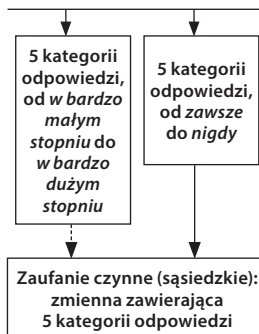 5 kategorii
odpowiedzi,
od w bardzo
małym
stopniu do
w bardzo
dużym
stopniu
5 kategorii
odpowiedzi,
od zawsze
do nigdy
Zaufanie czynne (sąsiedzkie):
zmienna zawierająca
5 kategorii odpowiedzi